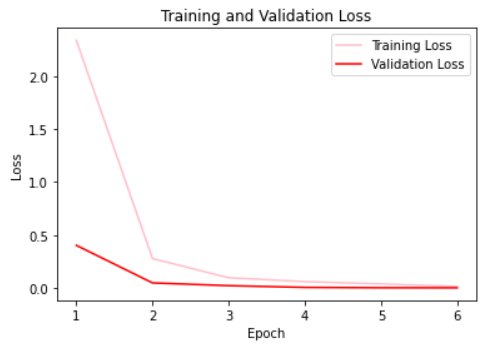 Training and Validation Loss
Training Loss
Validation Loss
2.0
1.5
1.0
0.5
0.0
Loss
1 2 3 4 5 6
Epoch